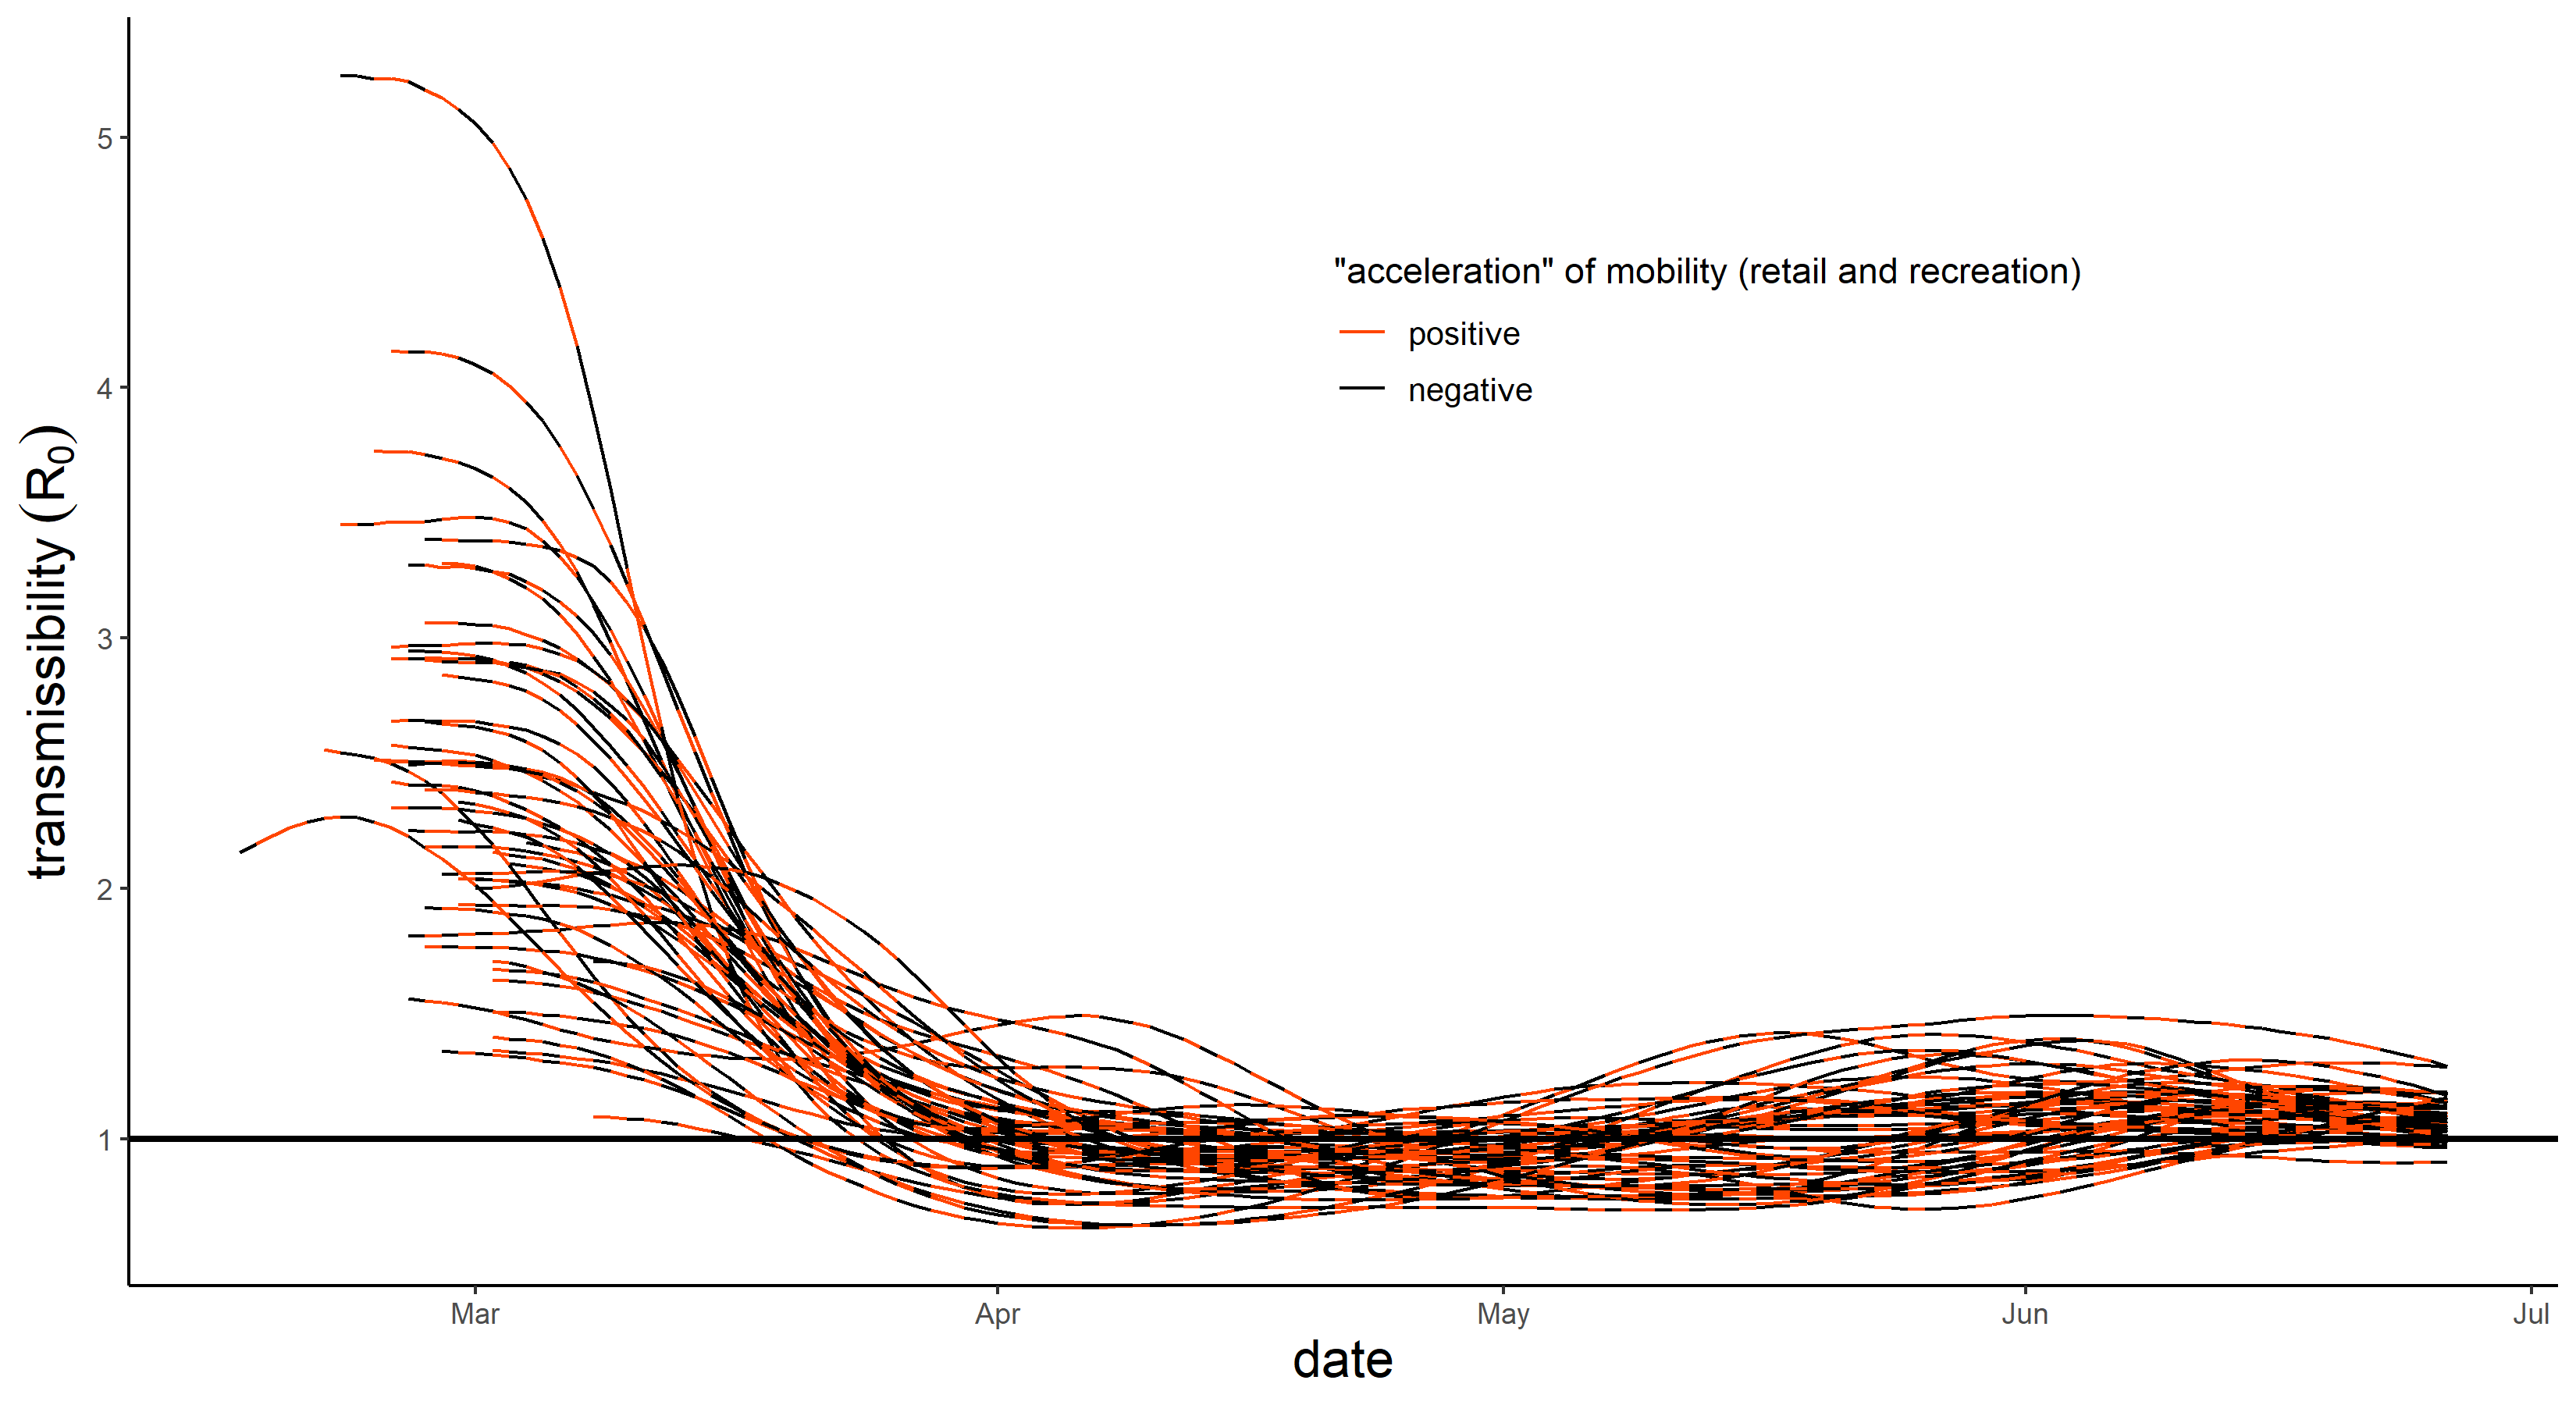 transmissibility (R0)
5
4
3
2
1
"acceleration" of mobility (retail and recreation)
positive
negative
Mar Apr May Jun Jul
date